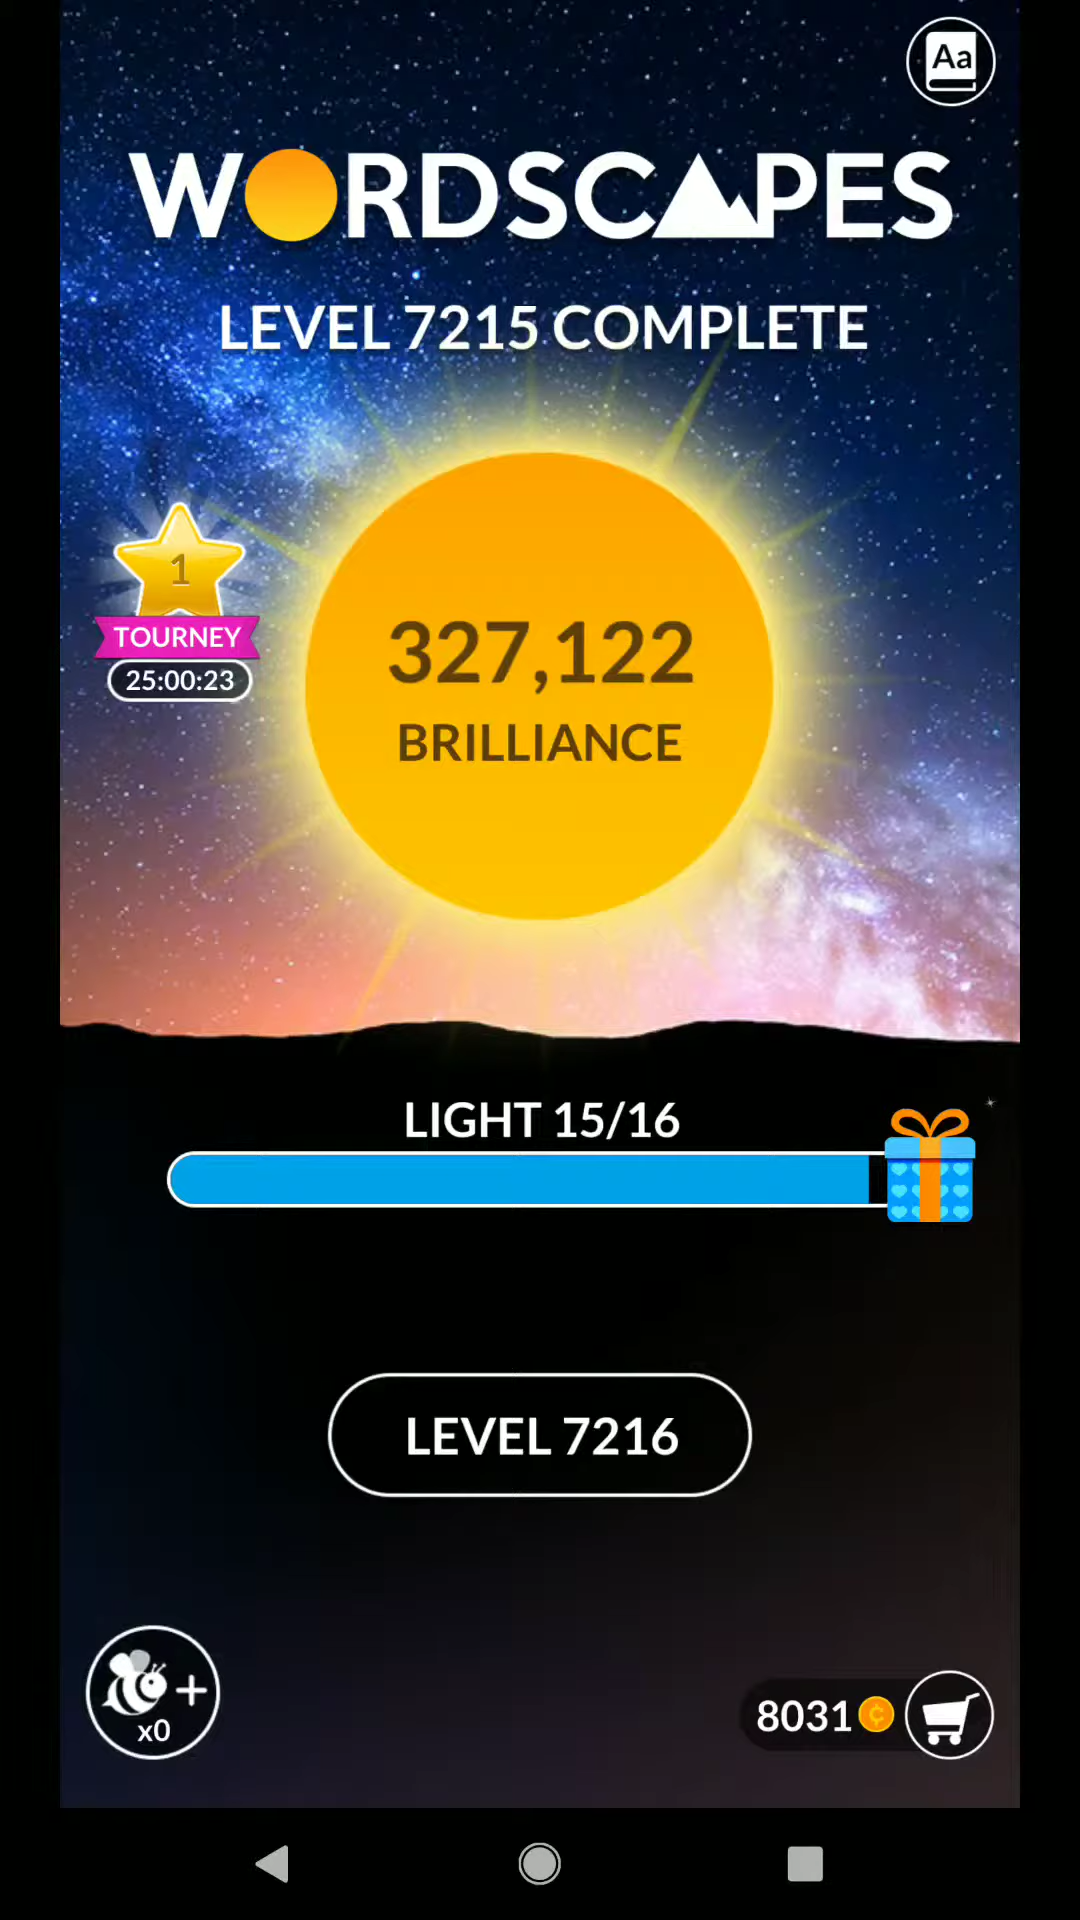 Aa
WORDSCAPES
LEVEL 7215 COMPLETE
1
TOURNEY
25:00:23
327,122
BRILLIANCE
LIGHT 15/16
LEVEL 7216
x0
8031